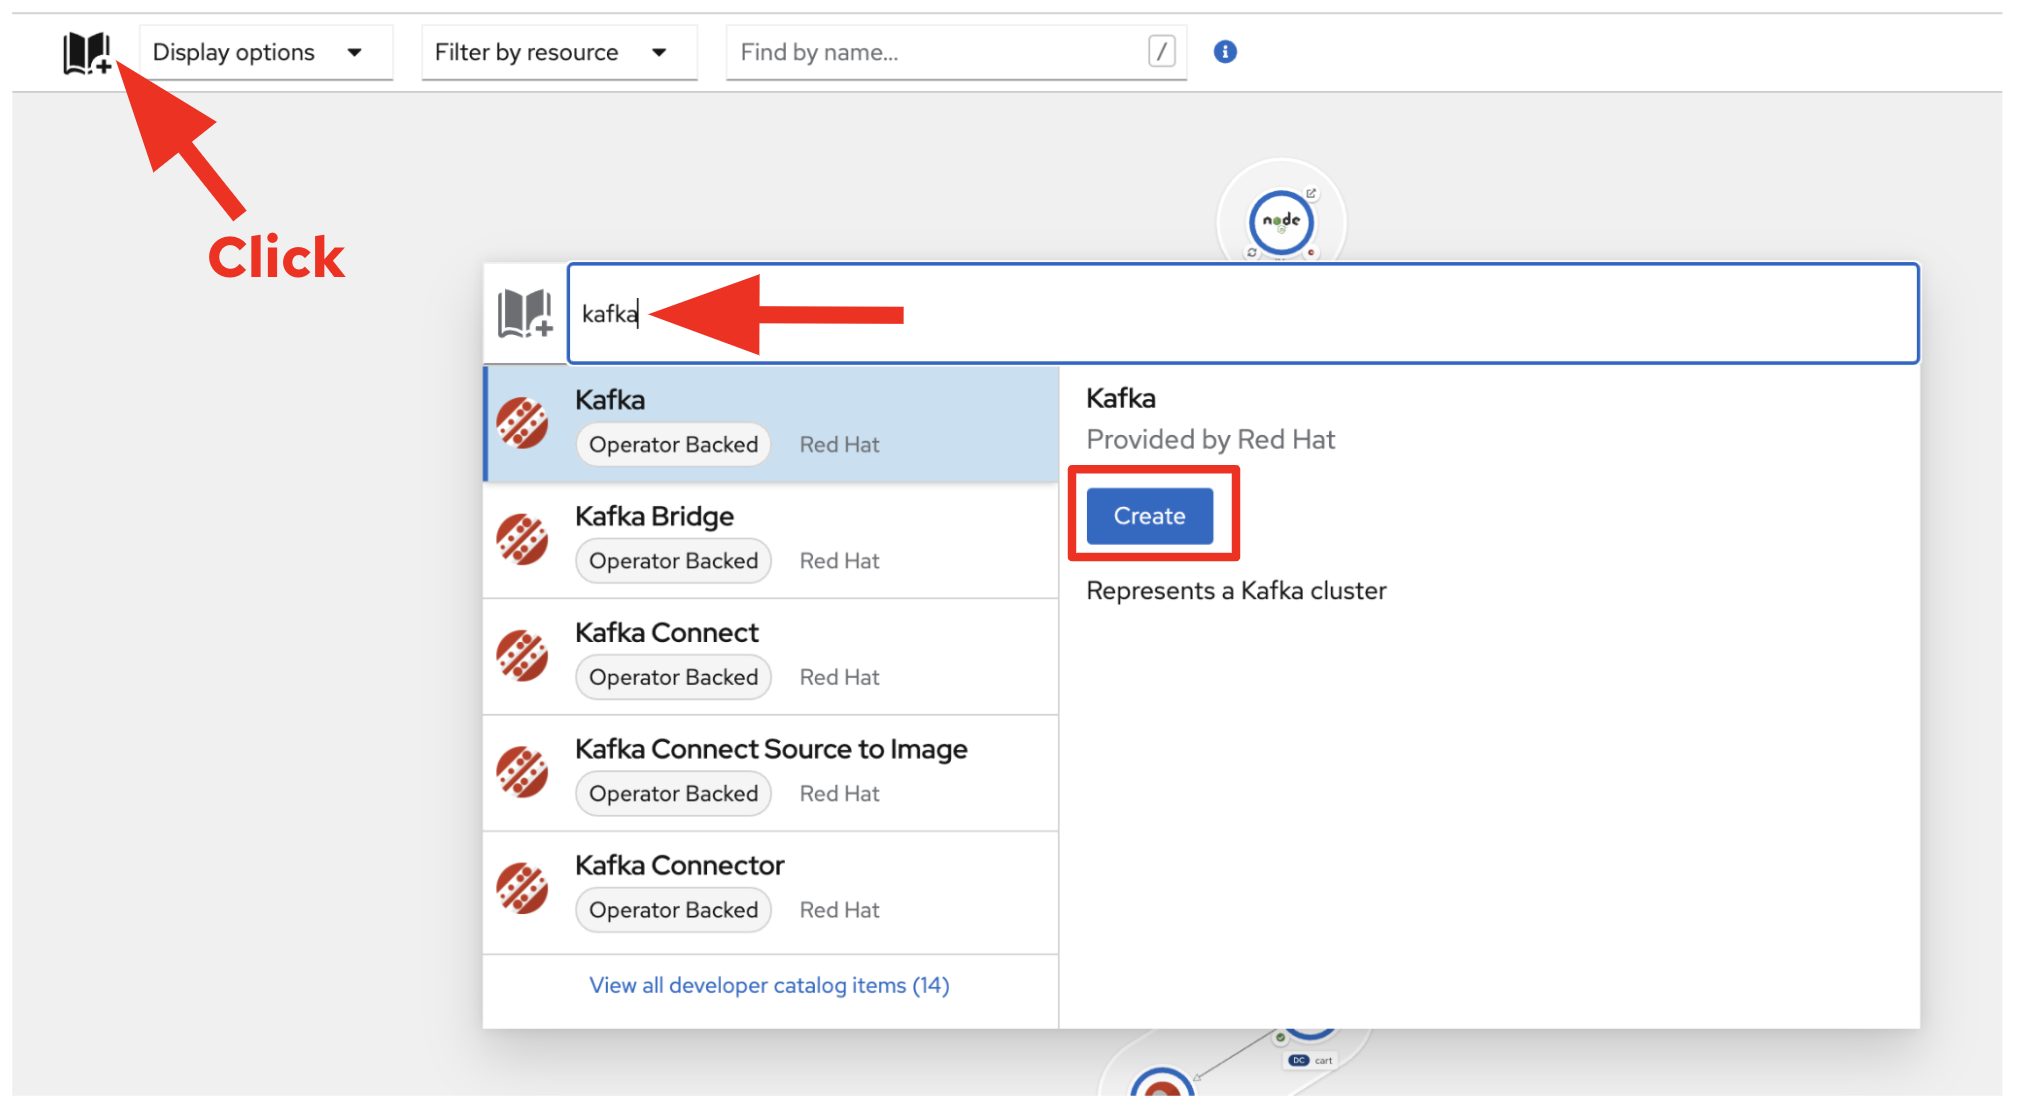 Display options
Filter by resource
Find by name...
/
i
Click
node
kafka
Kafka
Operator Backed
Red Hat
Kafka Bridge
Operator Backed
Red Hat
Kafka Connect
Operator Backed
Red Hat
Kafka Connect Source to Image
Operator Backed
Red Hat
Kafka Connector
Operator Backed
Red Hat
View all developer catalog items (14)
Kafka
Provided by Red Hat
Create
Represents a Kafka cluster
DC cart